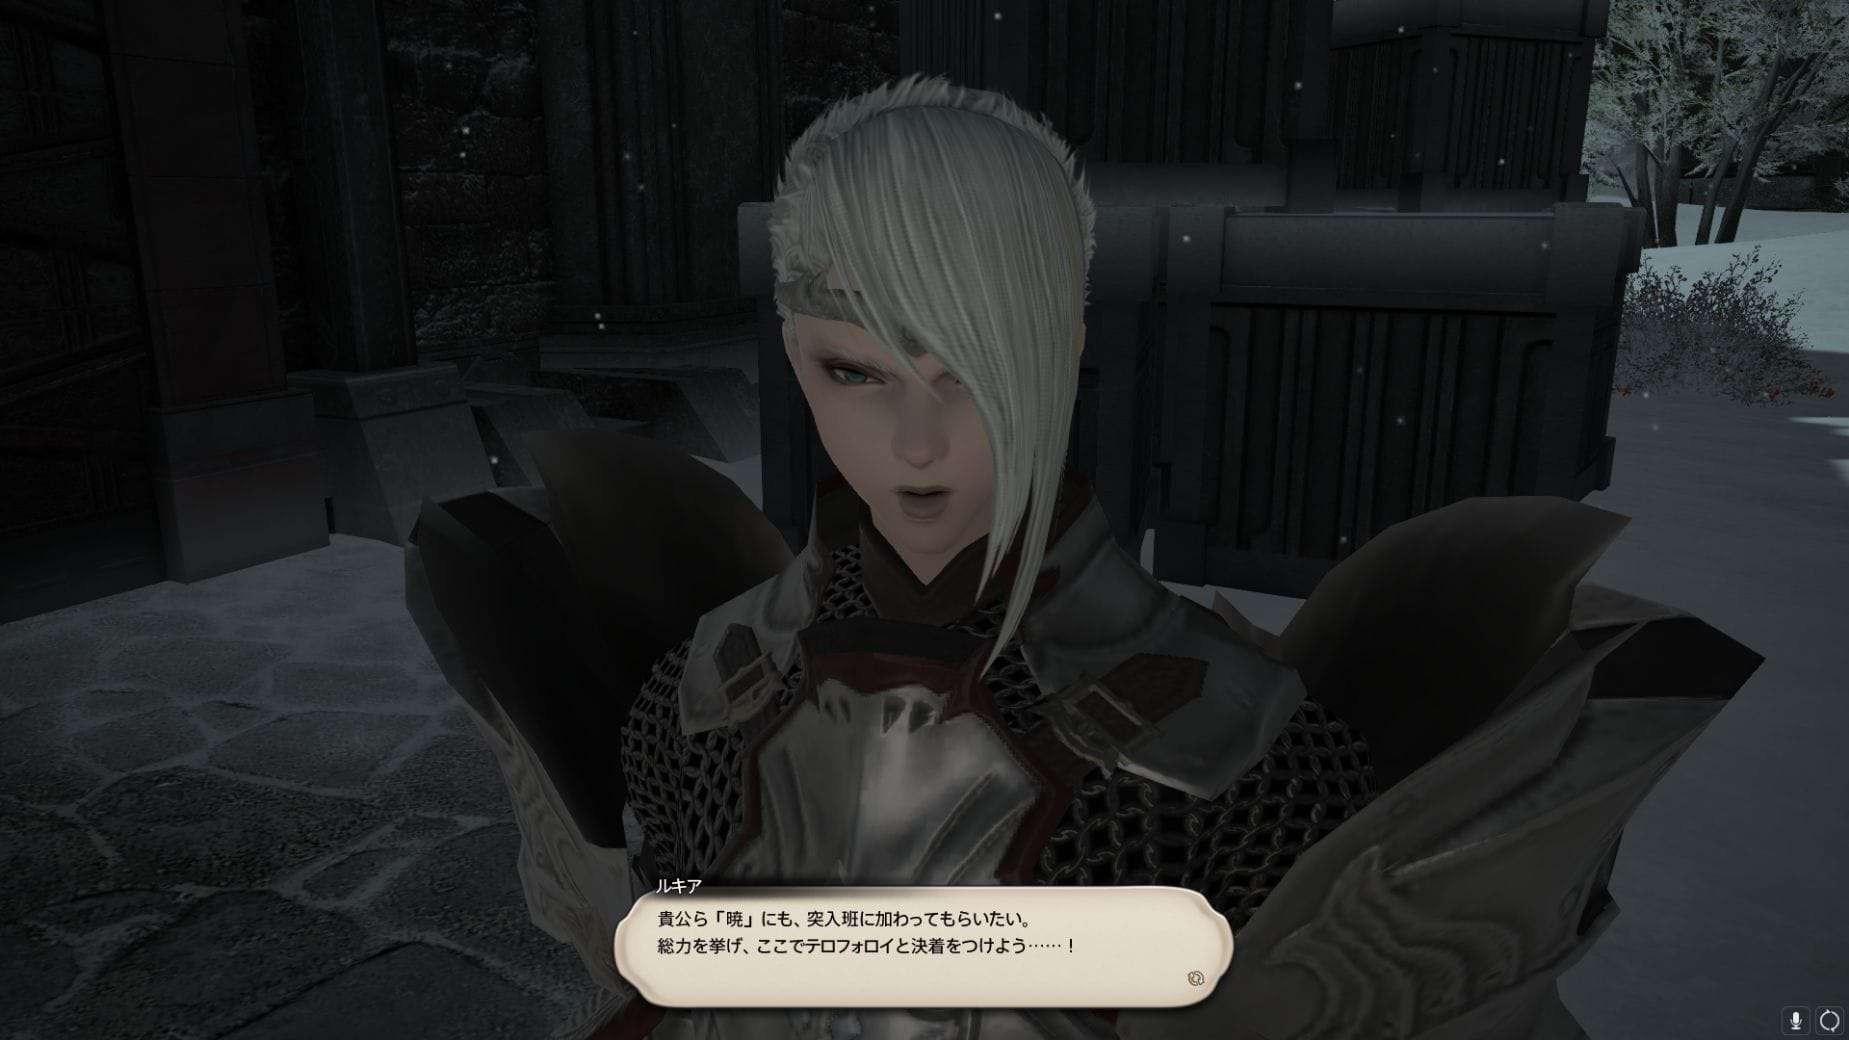 ルキア
貴公ら「暁」にも、突入班に加わってもらいたい。
総力を挙げ、ここでテロフォロイと決着をつけよう……！